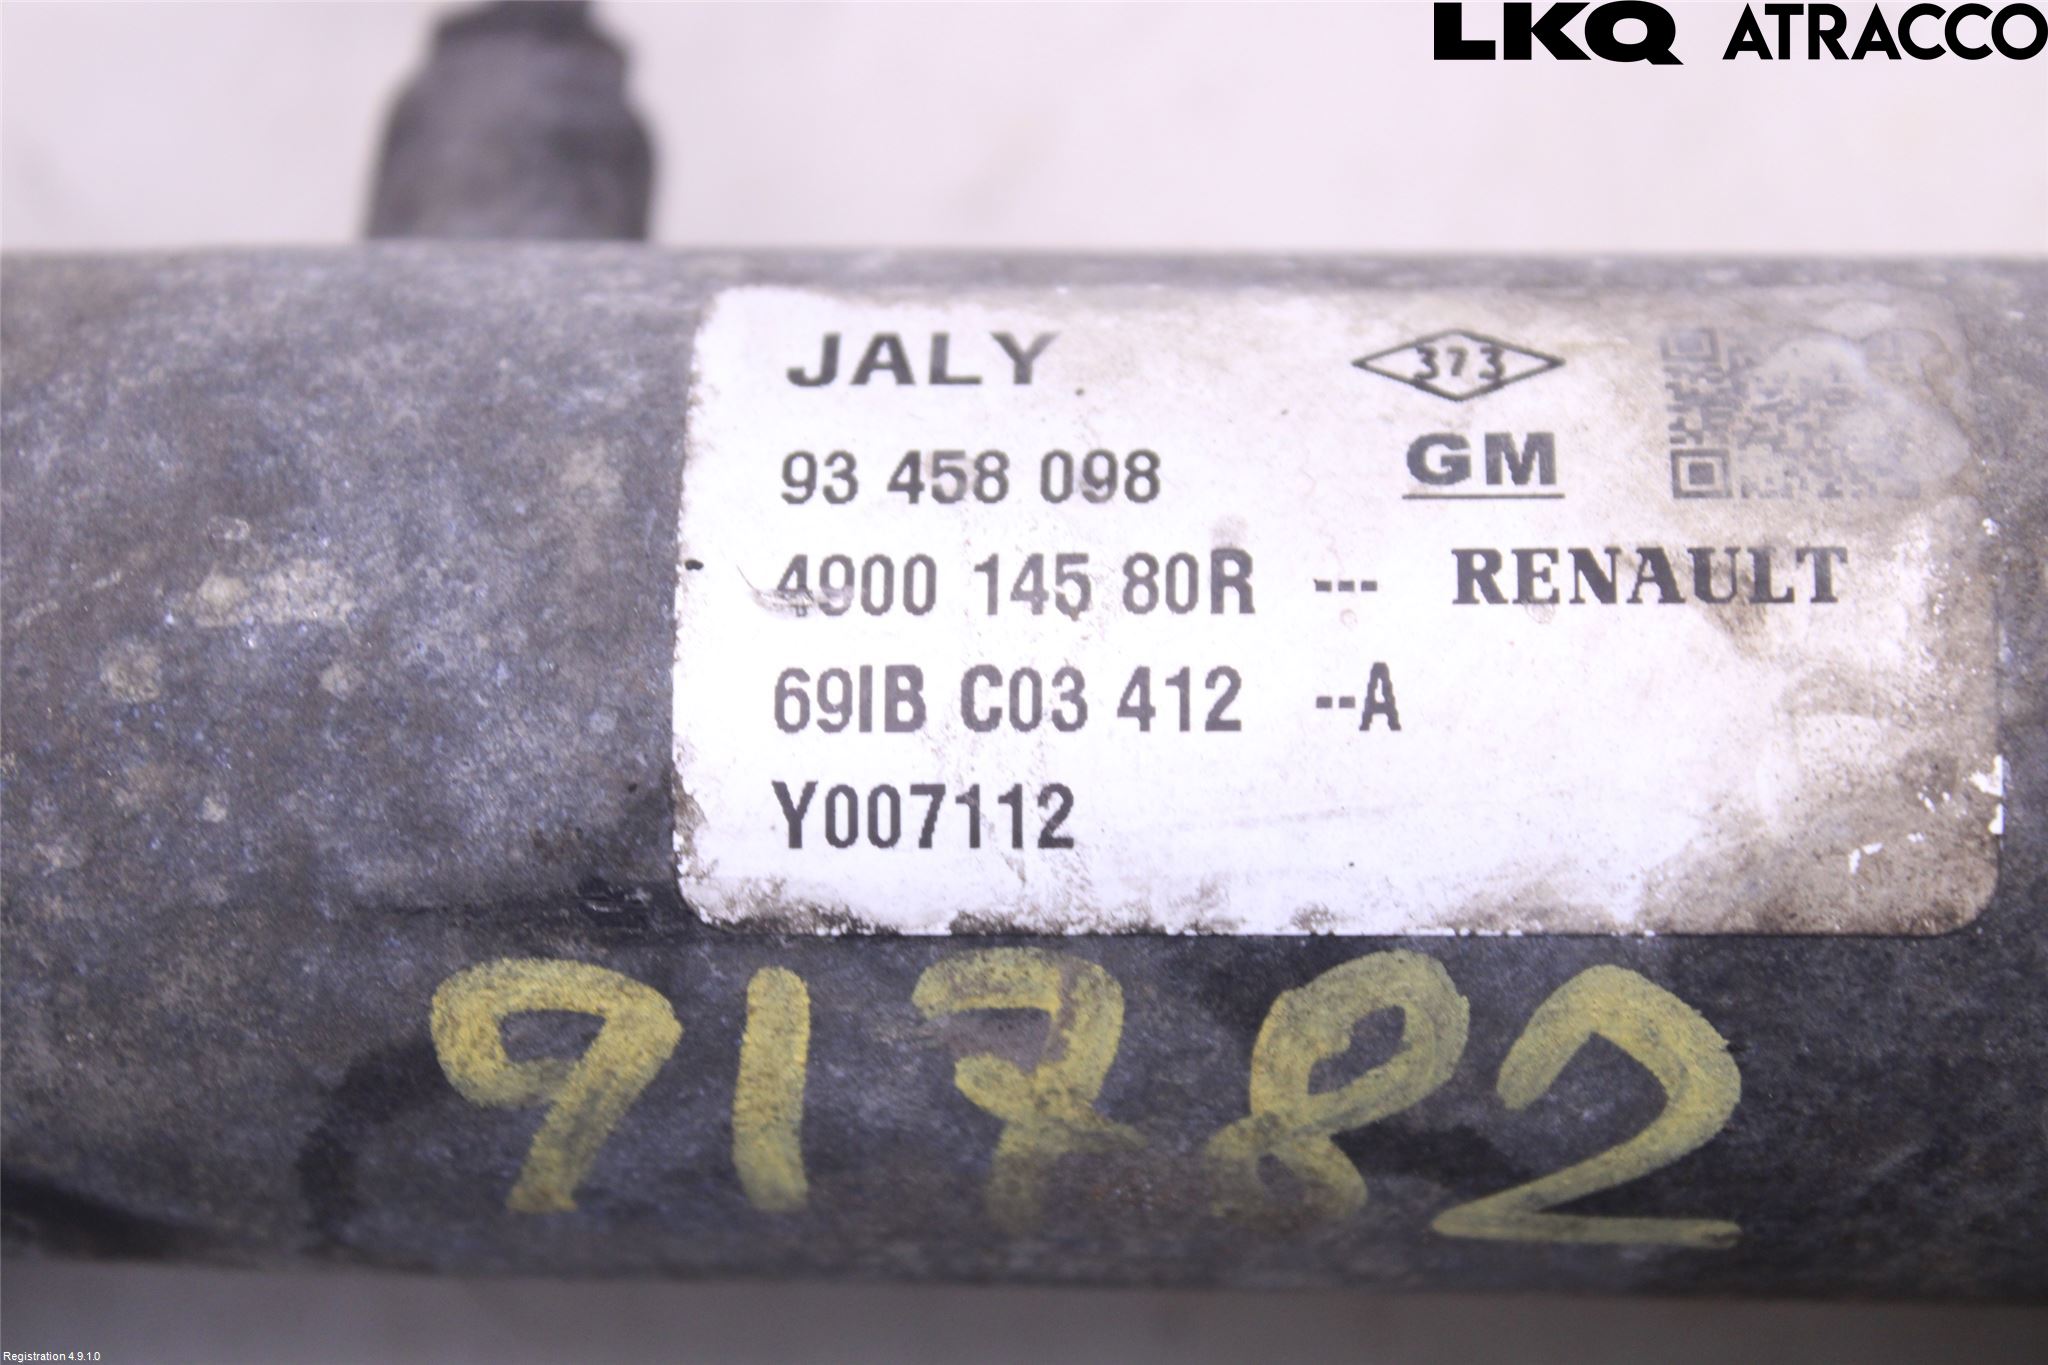 LKQ ATRACCO
JALY 373
93 458 098 GM
4900 145 80R --- RENAULT
69IB C03 412 --A
Y007112
91782
Registration 4.9.1.0